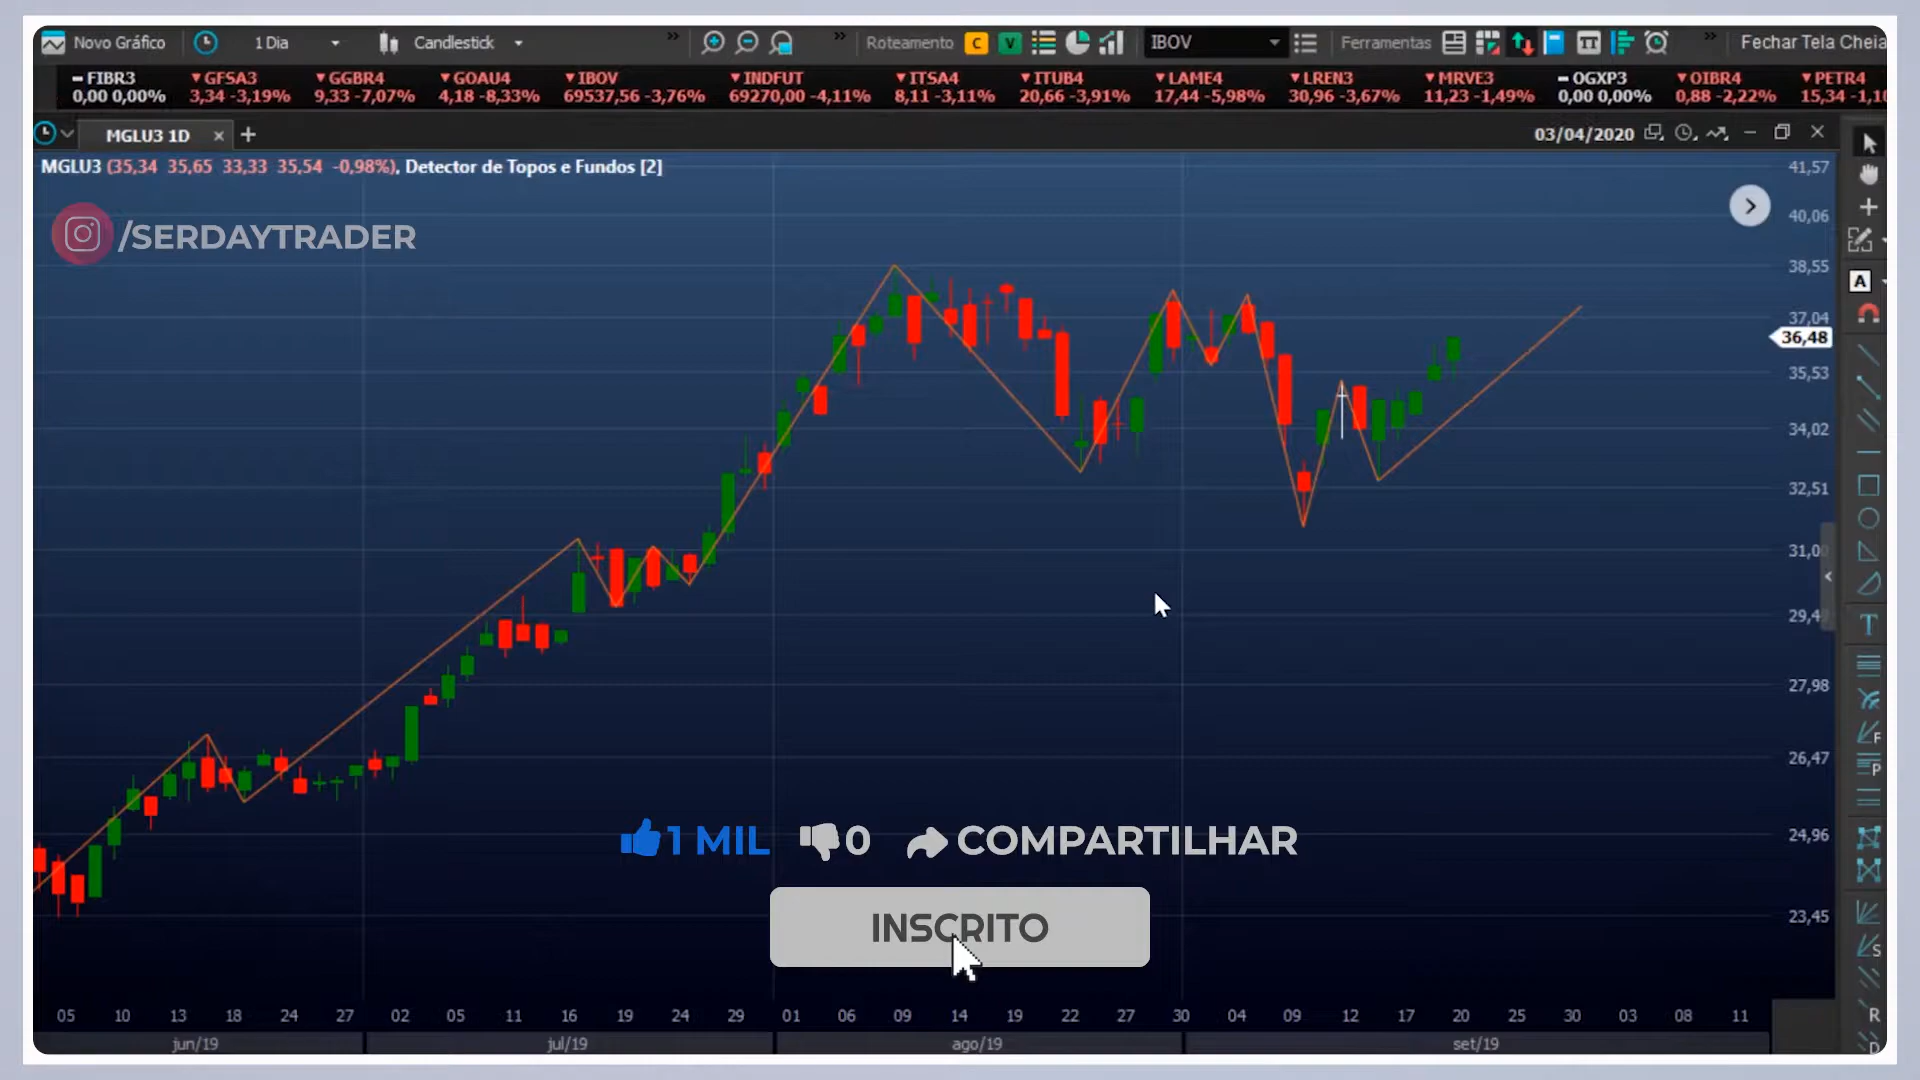 Novo Gráfico 1 Dia Candlestick Roteamento C V IBOV Ferramentas Fechar Tela Cheia
FIBR3 GFSA3 GGBR4 GOAU4 IBOV INDFUT ITSA4 ITUB4 LAME4 LREN3 MRVE3 OGXP3 OIBR4 PETR4
0,00 0,00% 3,34 -3,19% 9,33 -7,07% 4,18 -8,33% 69537,56 -3,76% 69270,00 -4,11% 8,11 -3,11% 20,66 -3,91% 17,44 -5,98% 30,96 -3,67% 11,23 -1,49% 0,00 0,00% 0,88 -2,22% 15,34
MGLU3 1D 03/04/2020
MGLU3 (35,34 35,65 33,33 35,54 -0,98%), Detector de Topos e Fundos [2]
41,57
/SERDAYTRADER
40,06
38,55
37,04
36,48
35,53
34,02
32,51
31,00
29,4
27,98
26,47
24,96
23,45
A
T
F
P
S
R
D
1 MIL 0 COMPARTILHAR
INSCRITO
05 10 13 18 24 27 02 05 11 16 19 24 29 01 06 09 14 19 22 27 30 04 09 12 17 20 25 30 03 08 11
jun/19 jul/19 ago/19 set/19